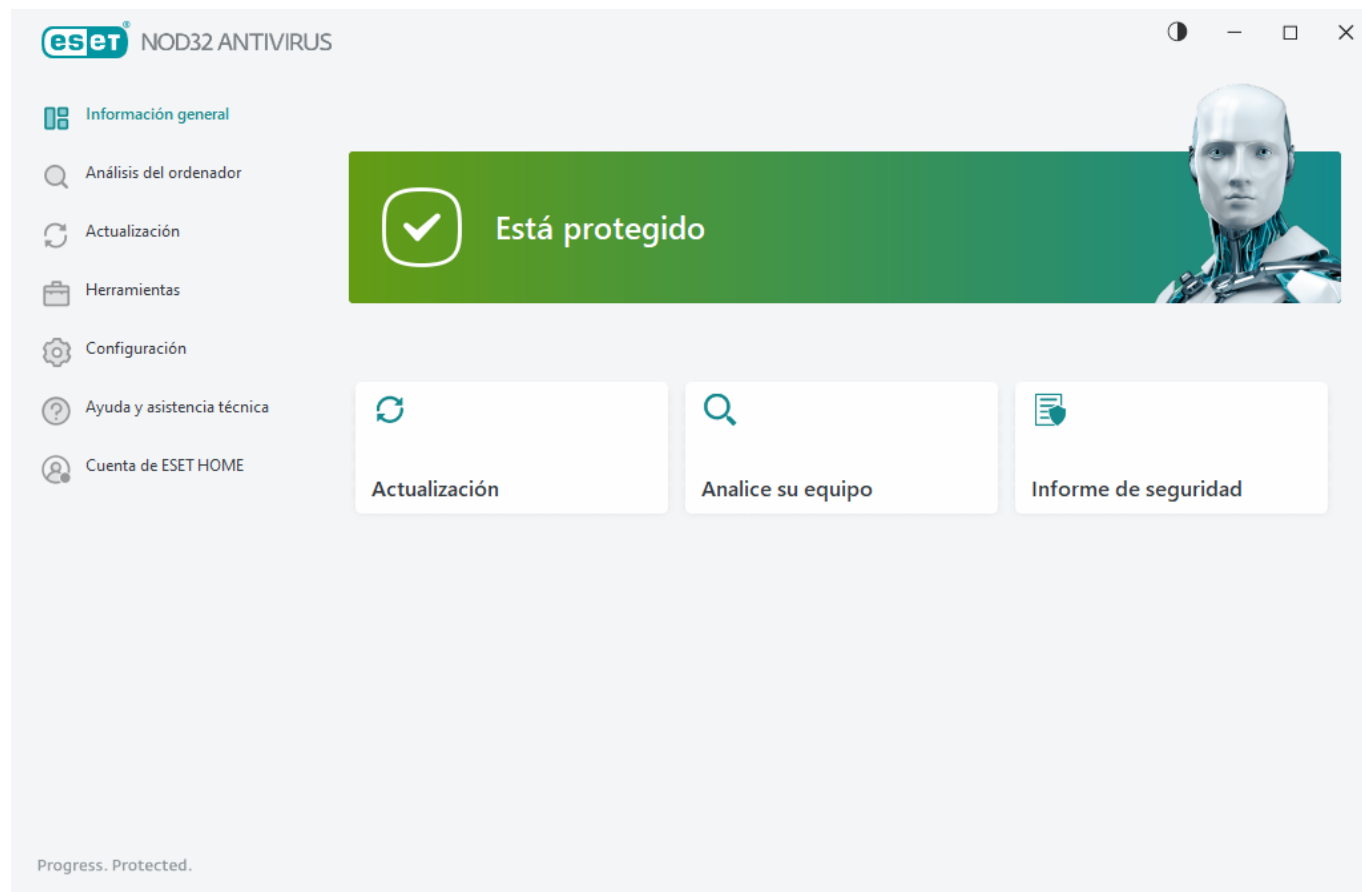 eset® NOD32 ANTIVIRUS
Información general
Análisis del ordenador
Actualización
Herramientas
Configuración
Ayuda y asistencia técnica
Cuenta de ESET HOME
Está protegido
Actualización
Analice su equipo
Informe de seguridad
Progress. Protected.